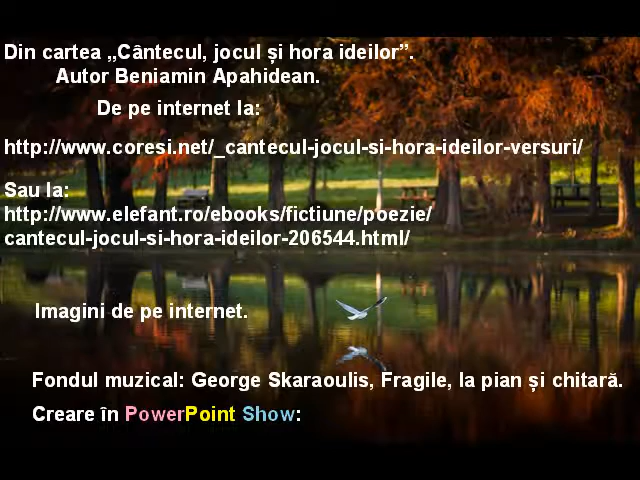 Din cartea „Cântecul, jocul și hora ideilor”.
Autor Beniamin Apahidean.
De pe internet la:
http://www.coresi.net/_cantecul-jocul-si-hora-ideilor-versuri/
Sau la:
http://www.elefant.ro/ebooks/fictiune/poezie/
cantecul-jocul-si-hora-ideilor-206544.html/
Imagini de pe internet.
Fondul muzical: George Skaraoulis, Fragile, la pian și chitară.
Creare în PowerPoint Show: